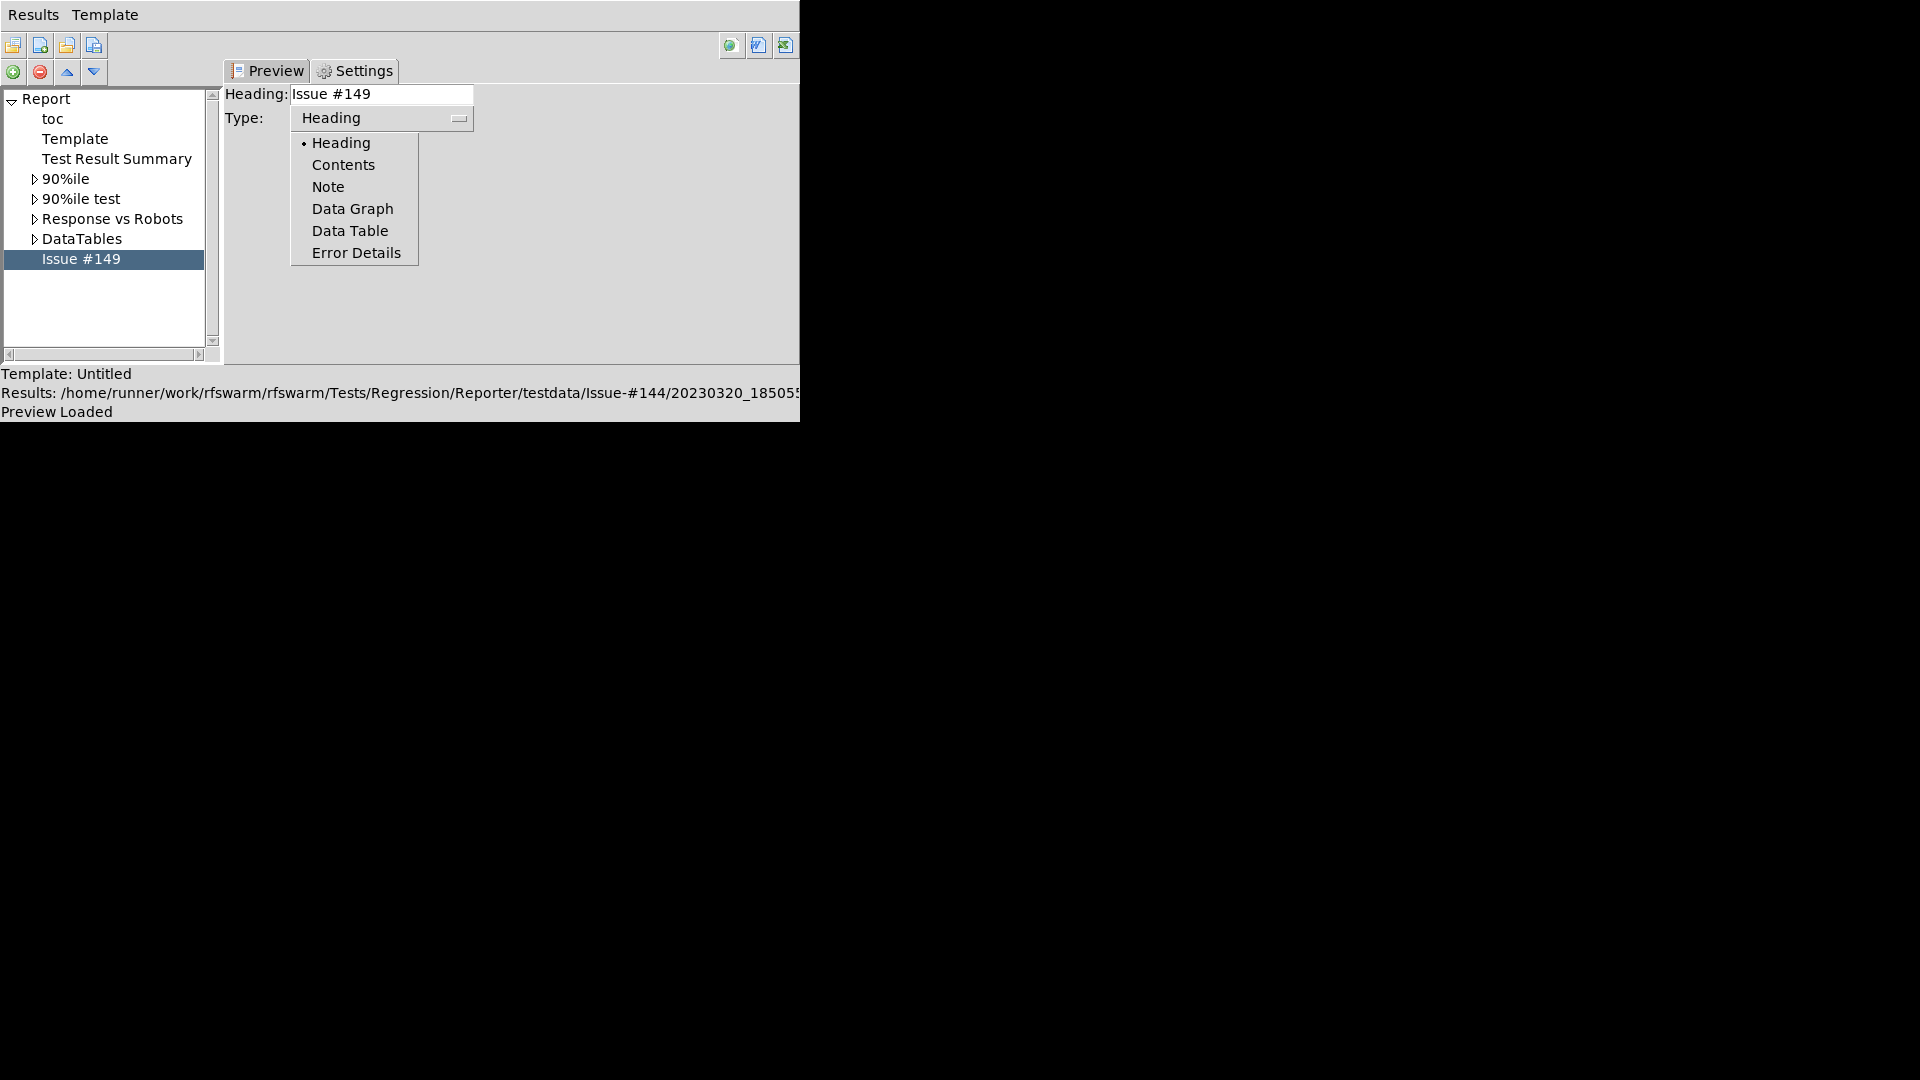 Results Template
Preview Settings
Report
toc
Template
Test Result Summary
90%ile
90%ile test
Response vs Robots
DataTables
Issue #149
Heading: Issue #149
Type: Heading
Heading
Contents
Note
Data Graph
Data Table
Error Details
Template: Untitled
Results: /home/runner/work/rfswarm/rfswarm/Tests/Regression/Reporter/testdata/Issue-#144/20230320_18505
Preview Loaded